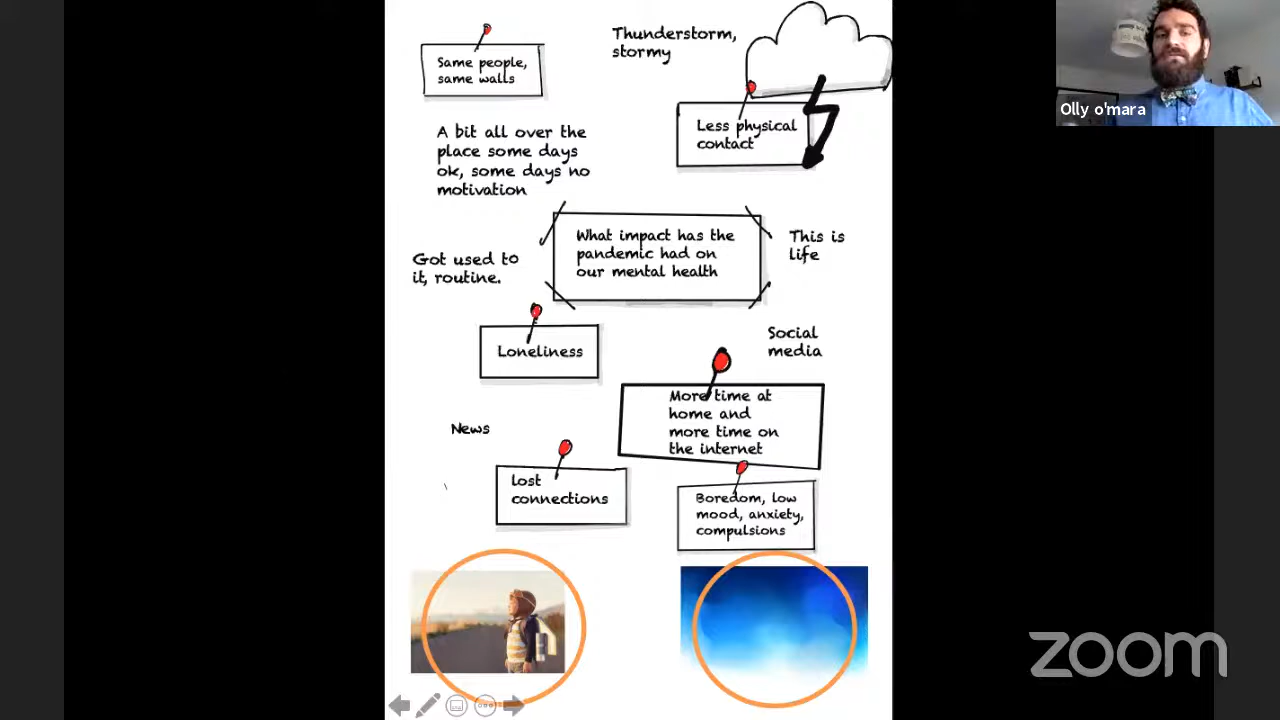 Same people,
same walls
Thunderstorm,
stormy
Olly o'mara
Less physical
contact
A bit all over the
place some days
ok, some days no
motivation
What impact has the
pandemic had on
our mental health
This is
life
Got used to
it, routine.
Loneliness
Social
media
More time at
home and
more time on
the internet
News
lost
connections
Boredom, low
mood, anxiety,
compulsions
zoom